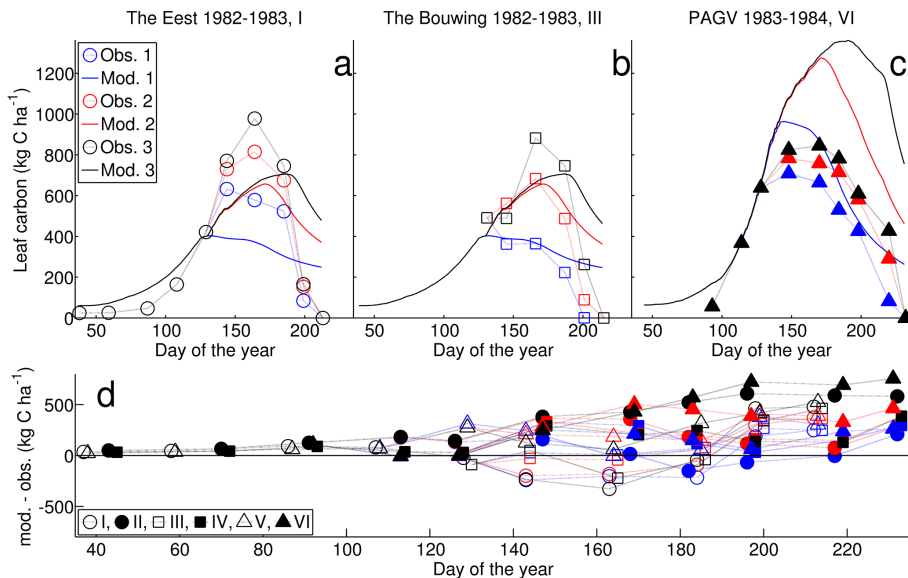 The Eest 1982-1983, I
The Bouwing 1982-1983, III
PAGV 1983-1984, VI
Leaf carbon (kg C ha⁻¹)
1200
1000
800
600
400
200
0
Obs. 1
Mod. 1
Obs. 2
Mod. 2
Obs. 3
Mod. 3
a
b
c
50 100 150 200
50 100 150 200
50 100 150 200
Day of the year
Day of the year
Day of the year
d
mod. - obs. (kg C ha⁻¹)
500
0
-500
I, II, III, IV, V, VI
40 60 80 100 120 140 160 180 200 220
Day of the year